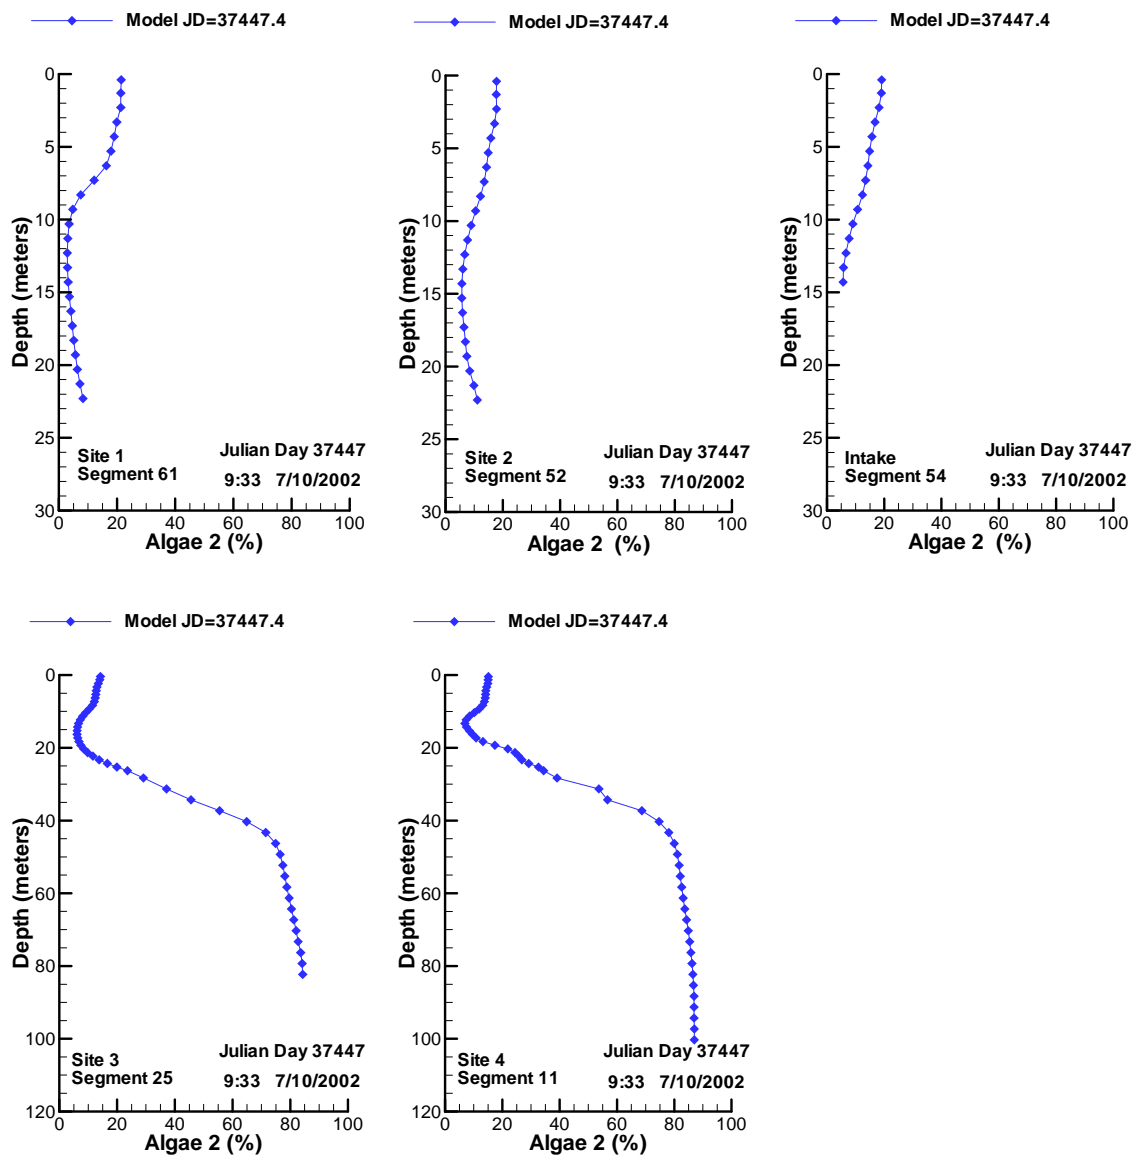 Model JD=37447.4
0
5
10
15
20
25
30
Depth (meters)
Site 1
Segment 61
Julian Day 37447
9:33 7/10/2002
0 20 40 60 80 100
Algae 2 (%)
Model JD=37447.4
0
5
10
15
20
25
30
Depth (meters)
Site 2
Segment 52
Julian Day 37447
9:33 7/10/2002
0 20 40 60 80 100
Algae 2 (%)
Model JD=37447.4
0
5
10
15
20
25
30
Depth (meters)
Intake
Segment 54
Julian Day 37447
9:33 7/10/2002
0 20 40 60 80 100
Algae 2 (%)
Model JD=37447.4
0
20
40
60
80
100
120
Depth (meters)
Site 3
Segment 25
Julian Day 37447
9:33 7/10/2002
0 20 40 60 80 100
Algae 2 (%)
Model JD=37447.4
0
20
40
60
80
100
120
Depth (meters)
Site 4
Segment 11
Julian Day 37447
9:33 7/10/2002
0 20 40 60 80 100
Algae 2 (%)